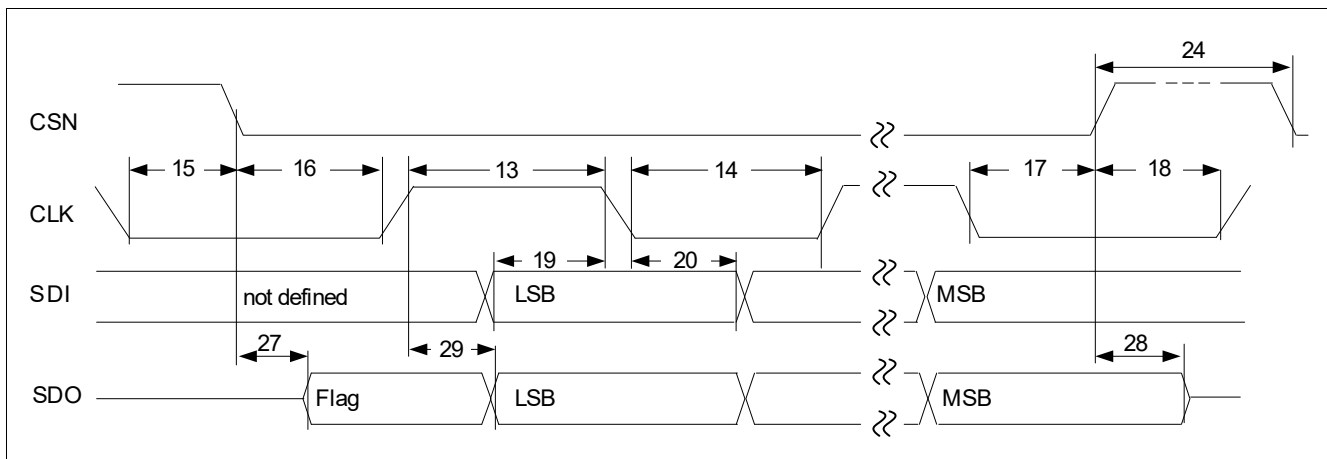 24
CSN
15 16 13 14 17 18
CLK
19 20
SDI not defined LSB MSB
27 29 28
SDO Flag LSB MSB